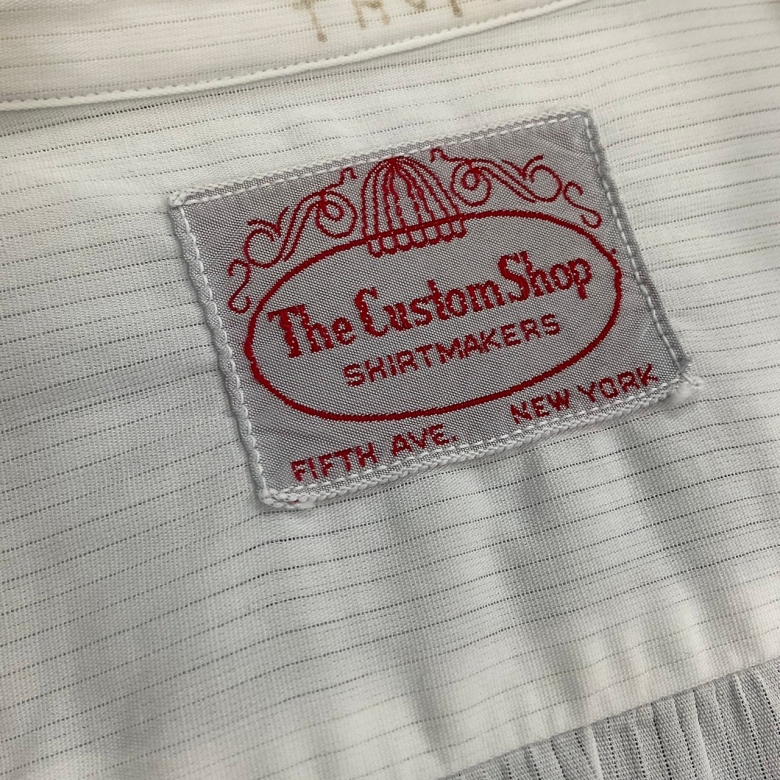 The Custom Shop
SHIRTMAKERS
FIFTH AVE. NEW YORK